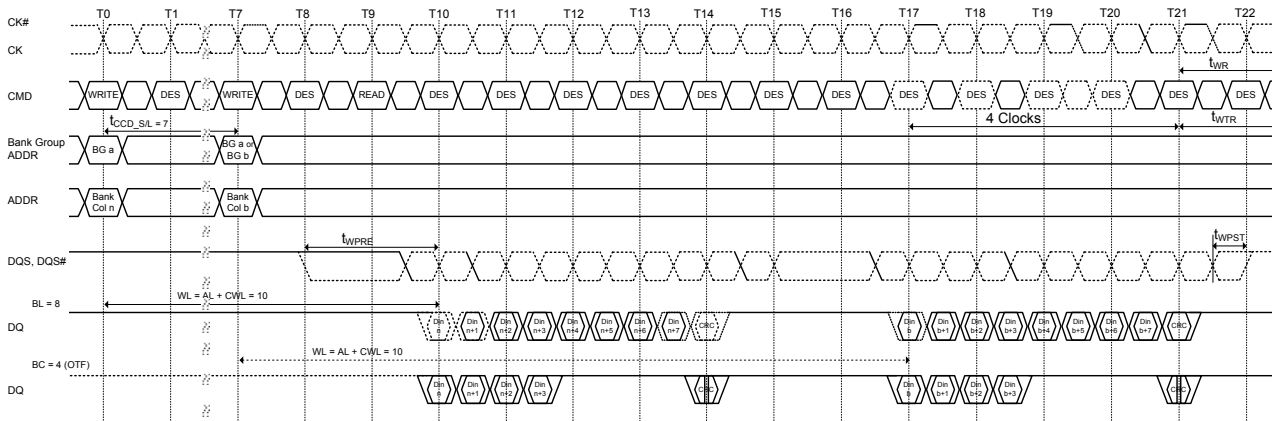 T0 T1 T7 T8 T9 T10 T11 T12 T13 T14 T15 T16 T17 T18 T19 T20 T21 T22
CK#
CK
tWR
CMD WRITE DES WRITE DES READ DES DES DES DES DES DES DES DES DES DES DES DES DES
tCCD_S/L = 7
4 Clocks
tWTR
Bank Group
ADDR
BG a
BG a or
BG b
ADDR
Bank
Col n
Bank
Col b
tWPRE
tWPST
DQS, DQS#
WL = AL + CWL = 10
BL = 8
DQ
Din n
Din n+1
Din n+2
Din n+3
Din n+4
Din n+5
Din n+6
Din n+7
CRC
Din b
Din b+1
Din b+2
Din b+3
Din b+4
Din b+5
Din b+6
Din b+7
CRC
WL = AL + CWL = 10
BC = 4 (OTF)
DQ
Din n
Din n+1
Din n+2
Din n+3
CRC
Din b
Din b+1
Din b+2
Din b+3
CRC